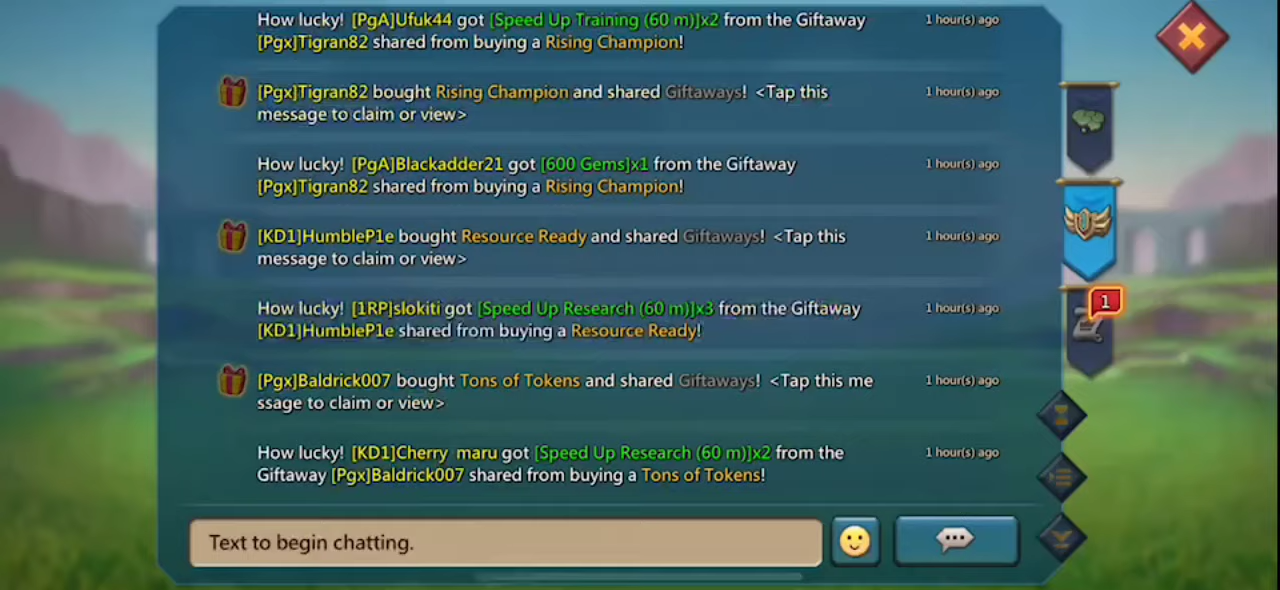 How lucky! [PgA]Ufuk44 got [Speed Up Training (60 m)]x2 from the Giftaway 1 hour(s) ago
[Pgx]Tigran82 shared from buying a Rising Champion!
[Pgx]Tigran82 bought Rising Champion and shared Giftaways! <Tap this 1 hour(s) ago
message to claim or view>
How lucky! [PgA]Blackadder21 got [600 Gems]x1 from the Giftaway 1 hour(s) ago
[Pgx]Tigran82 shared from buying a Rising Champion!
[KD1]HumbleP1e bought Resource Ready and shared Giftaways! <Tap this 1 hour(s) ago
message to claim or view>
How lucky! [1RP]slokiti got [Speed Up Research (60 m)]x3 from the Giftaway 1 hour(s) ago
[KD1]HumbleP1e shared from buying a Resource Ready!
1
[Pgx]Baldrick007 bought Tons of Tokens and shared Giftaways! <Tap this me 1 hour(s) ago
ssage to claim or view>
How lucky! [KD1]Cherry maru got [Speed Up Research (60 m)]x2 from the 1 hour(s) ago
Giftaway [Pgx]Baldrick007 shared from buying a Tons of Tokens!
Text to begin chatting.